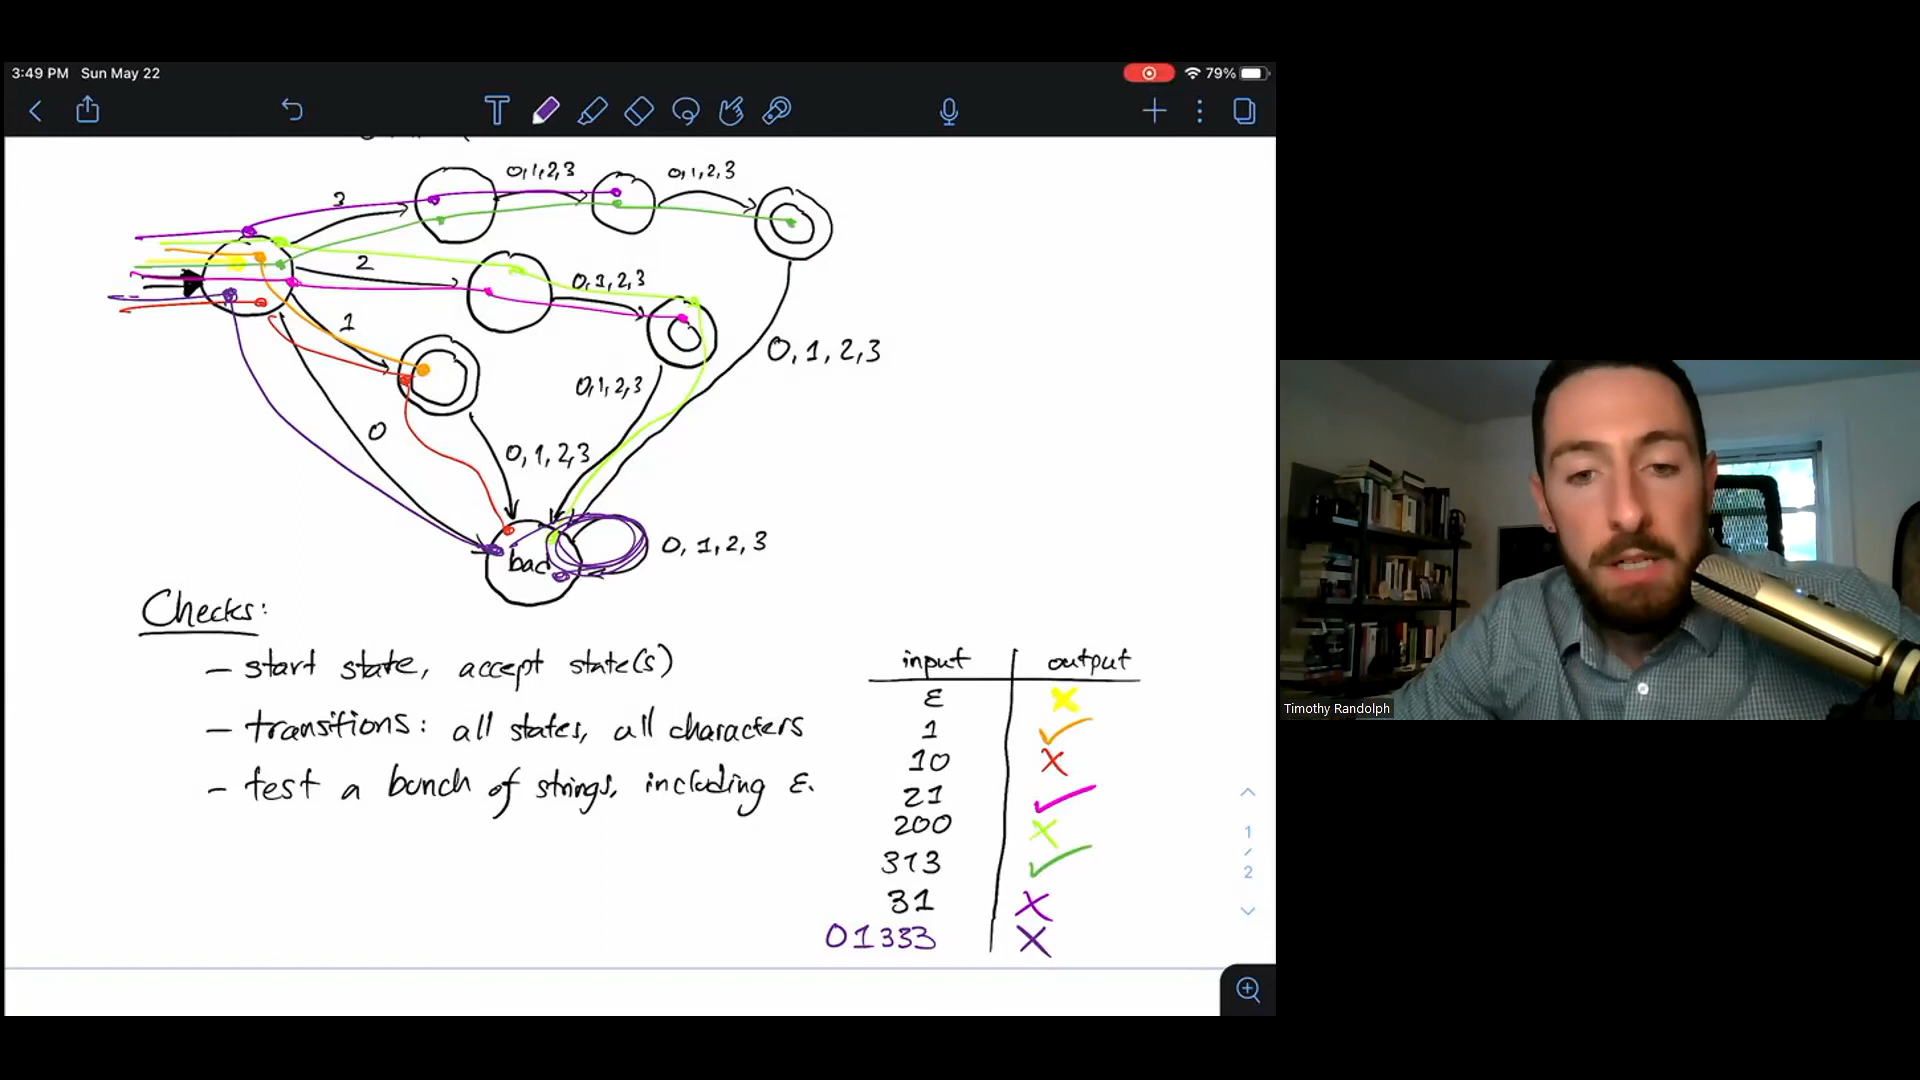 3:49 PM Sun May 22
79%
3
0,1,2,3
0,1,2,3
2
0,1,2,3
1
0,1,2,3
0,1,2,3
0
0,1,2,3
bad
0, 1, 2, 3
Checks:
- start state, accept state(s)
- transitions: all states, all characters
- test a bunch of strings, including ε.
input output
ε X
1 ✓
10 X
21 ✓
200 X
313 ✓
31 X
01333 X
1
/
2
Timothy Randolph